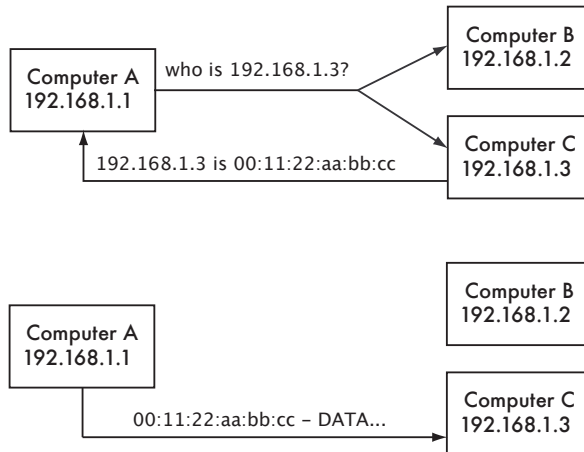 Computer B
192.168.1.2
Computer A
192.168.1.1
who is 192.168.1.3?
Computer C
192.168.1.3
192.168.1.3 is 00:11:22:aa:bb:cc
Computer B
192.168.1.2
Computer A
192.168.1.1
Computer C
192.168.1.3
00:11:22:aa:bb:cc – DATA...